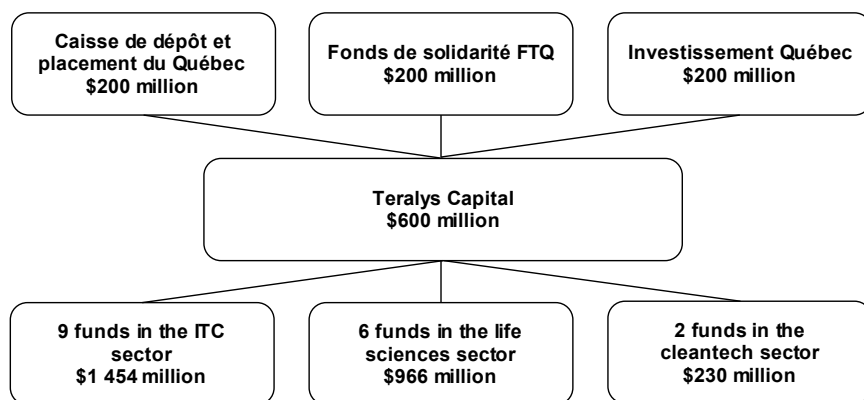 Caisse de dépôt et
placement du Québec
$200 million
Fonds de solidarité FTQ
$200 million
Investissement Québec
$200 million
Teralys Capital
$600 million
9 funds in the ITC
sector
$1 454 million
6 funds in the life
sciences sector
$966 million
2 funds in the
cleantech sector
$230 million